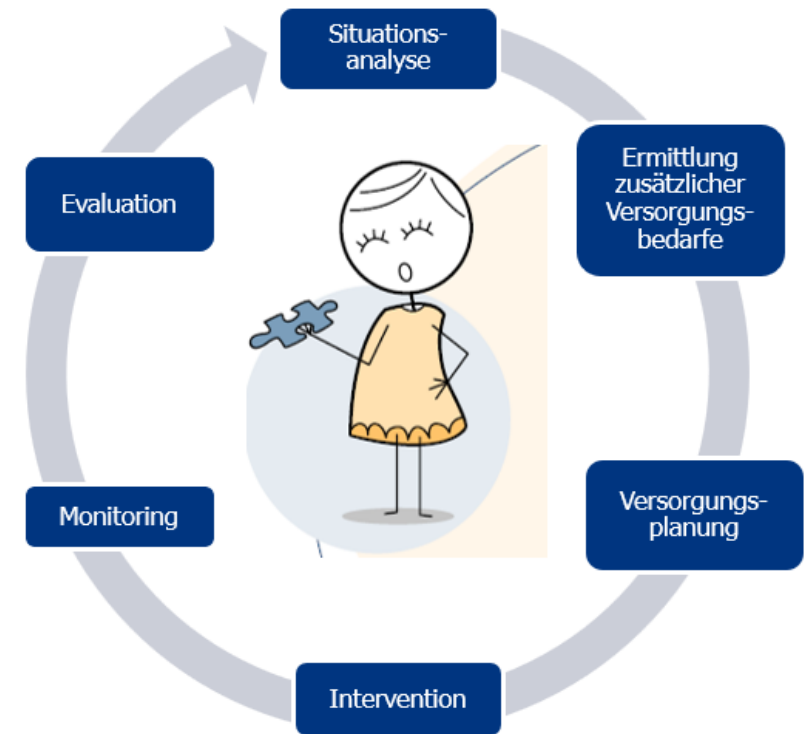 Situations-
analyse
Ermittlung
zusätzlicher
Versorgungs-
bedarfe
Versorgungs-
planung
Intervention
Monitoring
Evaluation